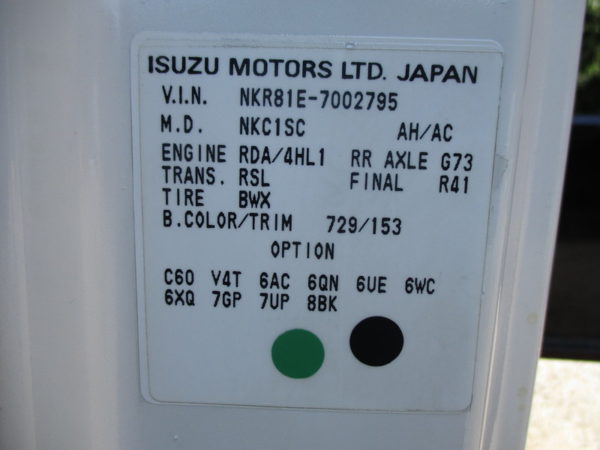 ISUZU MOTORS LTD. JAPAN
V.I.N. NKR81E-7002795
M.D. NKC1SC AH/AC
ENGINE RDA/4HL1 RR AXLE G73
TRANS. RSL FINAL R41
TIRE BWX
B.COLOR/TRIM 729/153
OPTION
C60 V4T 6AC 6QN 6UE 6WC
6XQ 7GP 7UP 8BK